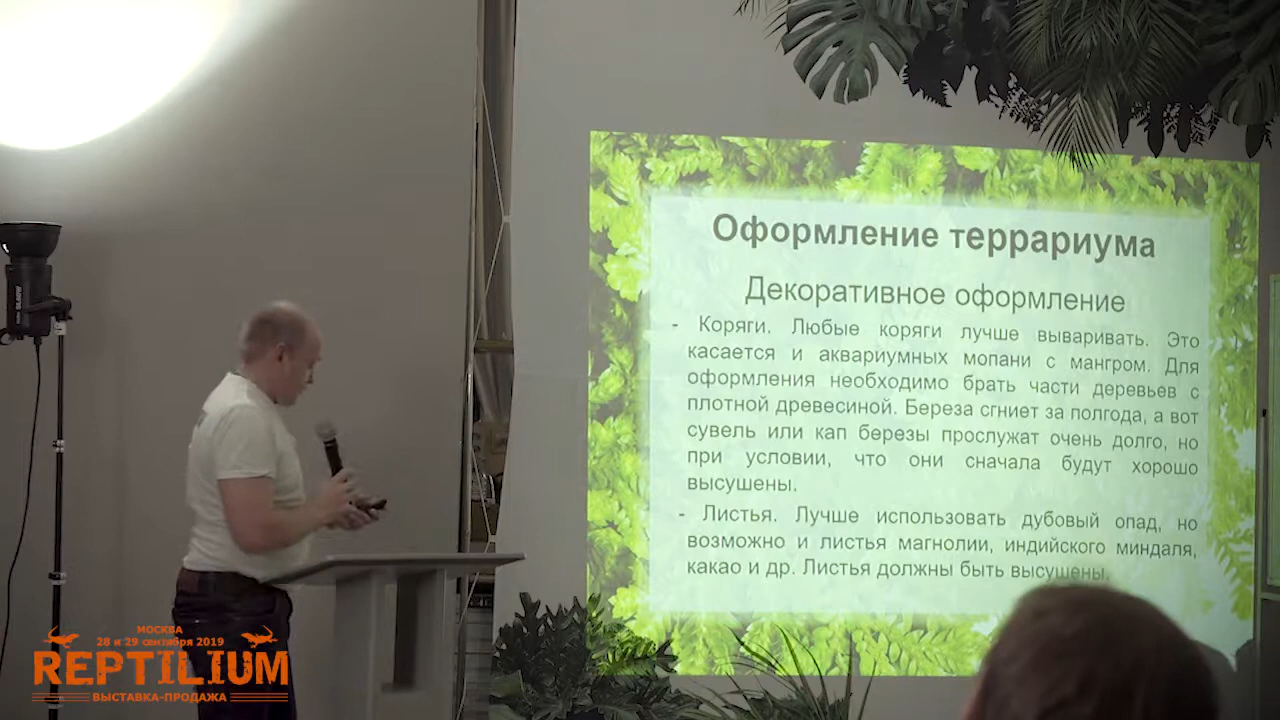 Оформление террариума
Декоративное оформление
- Коряги. Любые коряги лучше вываривать. Это
касается и аквариумных мопани с мангром. Для
оформления необходимо брать части деревьев с
плотной древесиной. Береза сгниет за полгода, а вот
сувель или кап березы прослужат очень долго, но
при условии, что они сначала будут хорошо
высушены.
- Листья. Лучше использовать дубовый опад, но
возможно и листья магнолии, индийского миндаля,
какао и др. Листья должны быть высушены.
МОСКВА
28 и 29 сентября 2019
REPTILIUM
ВЫСТАВКА-ПРОДАЖА